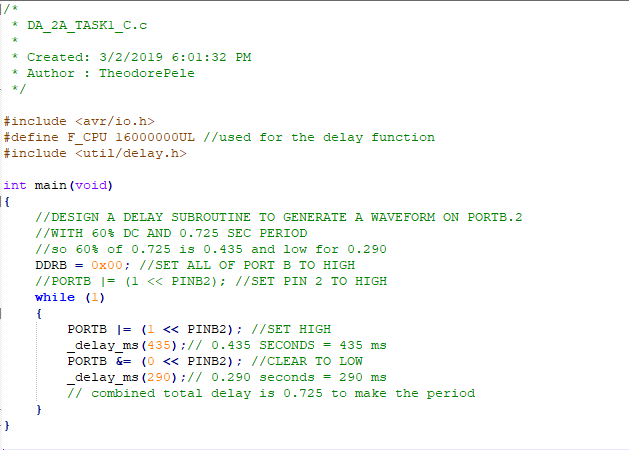 /*
 * DA_2A_TASK1_C.c
 *
 * Created: 3/2/2019 6:01:32 PM
 * Author : TheodorePele
 */

#include <avr/io.h>
#define F_CPU 16000000UL //used for the delay function
#include <util/delay.h>

int main(void)
{
    //DESIGN A DELAY SUBROUTINE TO GENERATE A WAVEFORM ON PORTB.2
    //WITH 60% DC AND 0.725 SEC PERIOD
    //so 60% of 0.725 is 0.435 and low for 0.290
    DDRB = 0x00; //SET ALL OF PORT B TO HIGH
    //PORTB |= (1 << PINB2); //SET PIN 2 TO HIGH
    while (1)
    {
        PORTB |= (1 << PINB2); //SET HIGH
        _delay_ms(435);// 0.435 SECONDS = 435 ms
        PORTB &= (0 << PINB2); //CLEAR TO LOW
        _delay_ms(290);// 0.290 seconds = 290 ms
        // combined total delay is 0.725 to make the period
    }
}